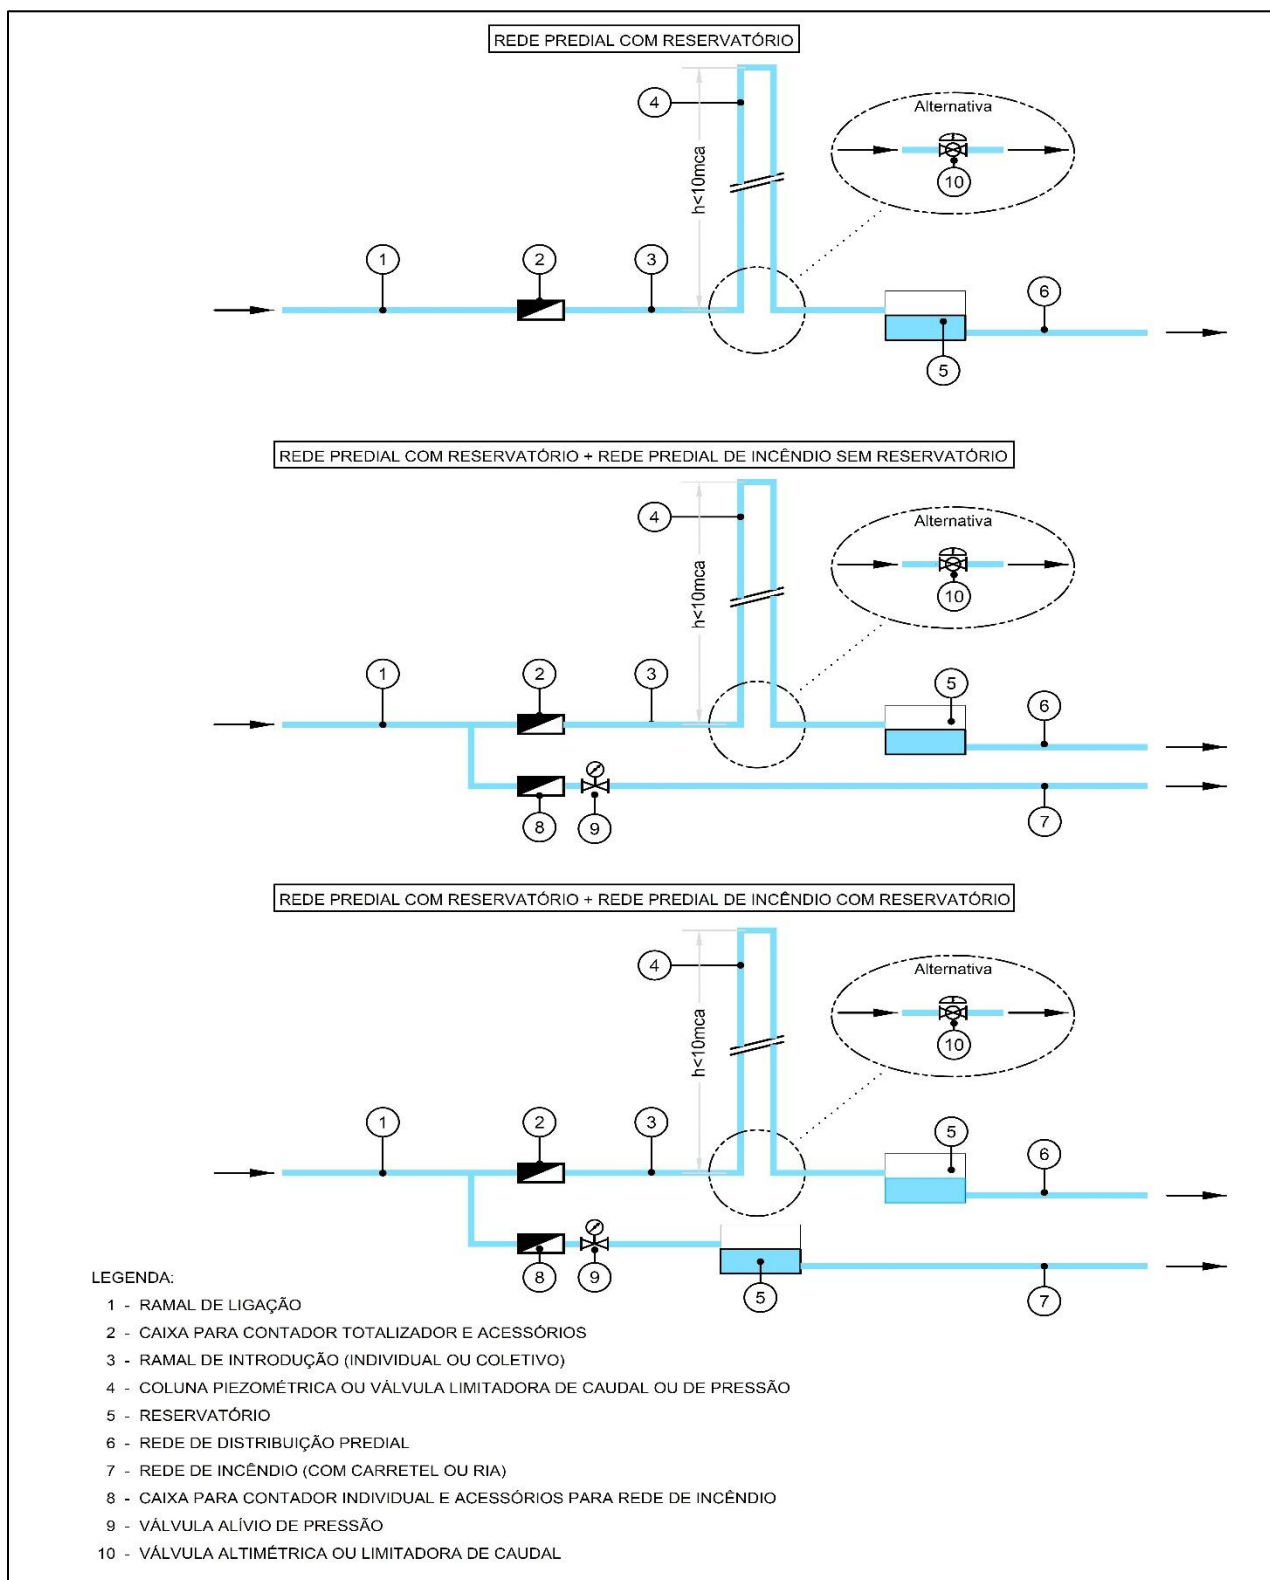 REDE PREDIAL COM RESERVATÓRIO
4
h<10mca
Alternativa
10
1
2
3
6
5
REDE PREDIAL COM RESERVATÓRIO + REDE PREDIAL DE INCÊNDIO SEM RESERVATÓRIO
4
h<10mca
Alternativa
10
1
2
3
5
6
8
9
7
REDE PREDIAL COM RESERVATÓRIO + REDE PREDIAL DE INCÊNDIO COM RESERVATÓRIO
4
h<10mca
Alternativa
10
1
2
3
5
6
8
9
5
7
LEGENDA:
1 - RAMAL DE LIGAÇÃO
2 - CAIXA PARA CONTADOR TOTALIZADOR E ACESSÓRIOS
3 - RAMAL DE INTRODUÇÃO (INDIVIDUAL OU COLETIVO)
4 - COLUNA PIEZOMÉTRICA OU VÁLVULA LIMITADORA DE CAUDAL OU DE PRESSÃO
5 - RESERVATÓRIO
6 - REDE DE DISTRIBUIÇÃO PREDIAL
7 - REDE DE INCÊNDIO (COM CARRETEL OU RIA)
8 - CAIXA PARA CONTADOR INDIVIDUAL E ACESSÓRIOS PARA REDE DE INCÊNDIO
9 - VÁLVULA ALÍVIO DE PRESSÃO
10 - VÁLVULA ALTIMÉTRICA OU LIMITADORA DE CAUDAL